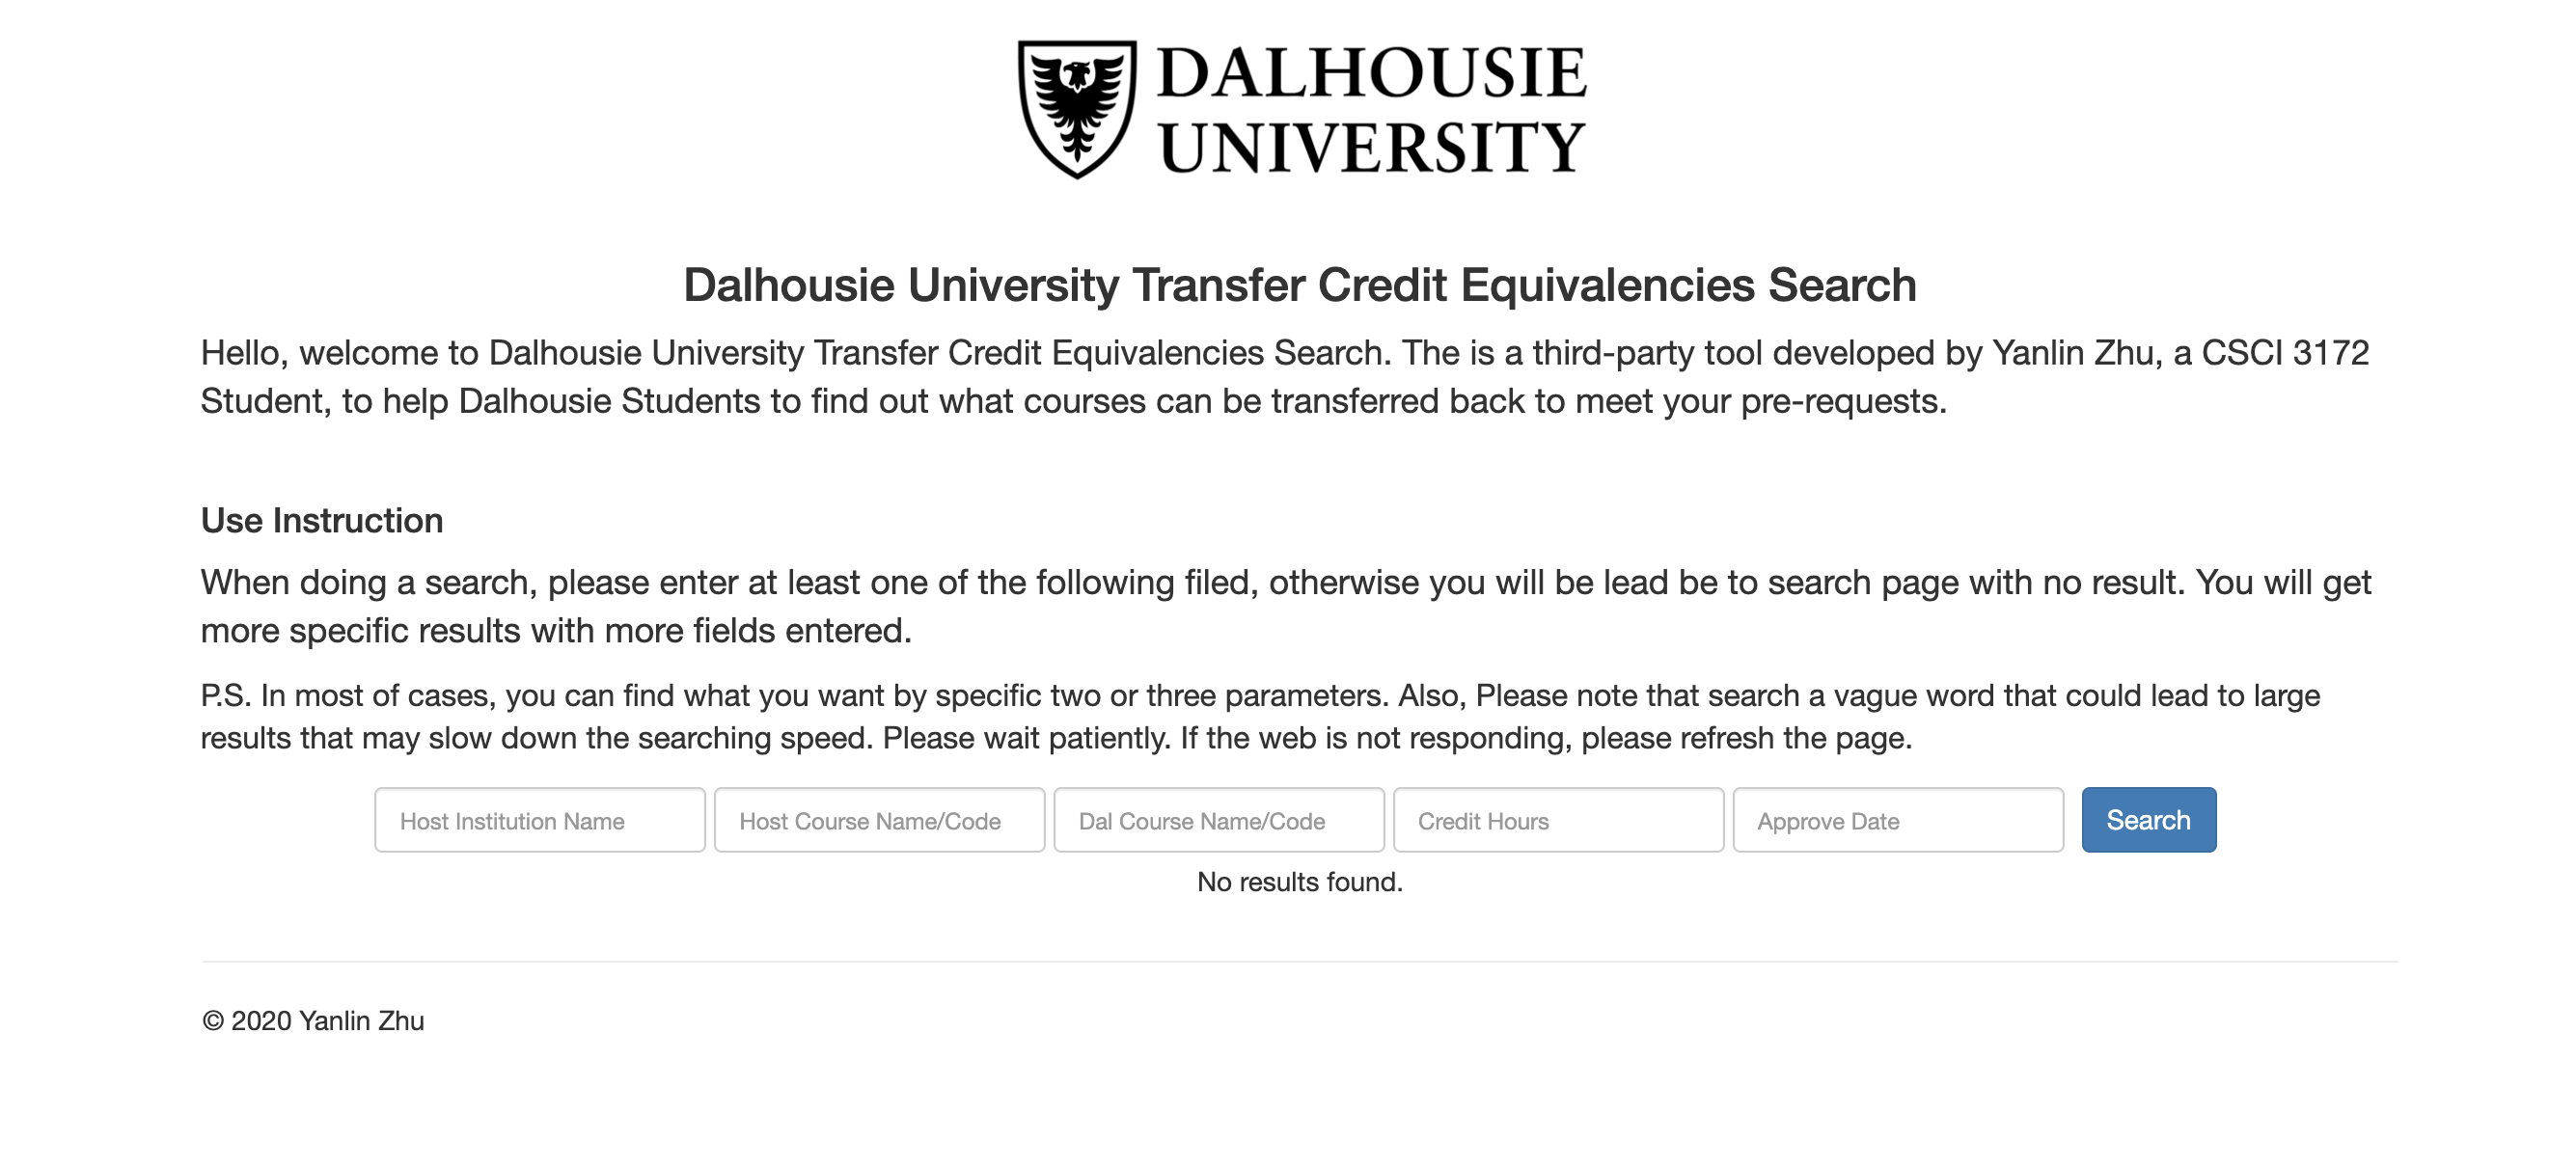 DALHOUSIE
UNIVERSITY
Dalhousie University Transfer Credit Equivalencies Search
Hello, welcome to Dalhousie University Transfer Credit Equivalencies Search. The is a third-party tool developed by Yanlin Zhu, a CSCI 3172
Student, to help Dalhousie Students to find out what courses can be transferred back to meet your pre-requests.
Use Instruction
When doing a search, please enter at least one of the following filed, otherwise you will be lead be to search page with no result. You will get
more specific results with more fields entered.
P.S. In most of cases, you can find what you want by specific two or three parameters. Also, Please note that search a vague word that could lead to large
results that may slow down the searching speed. Please wait patiently. If the web is not responding, please refresh the page.
Host Institution Name Host Course Name/Code Dal Course Name/Code Credit Hours Approve Date Search
No results found.
© 2020 Yanlin Zhu